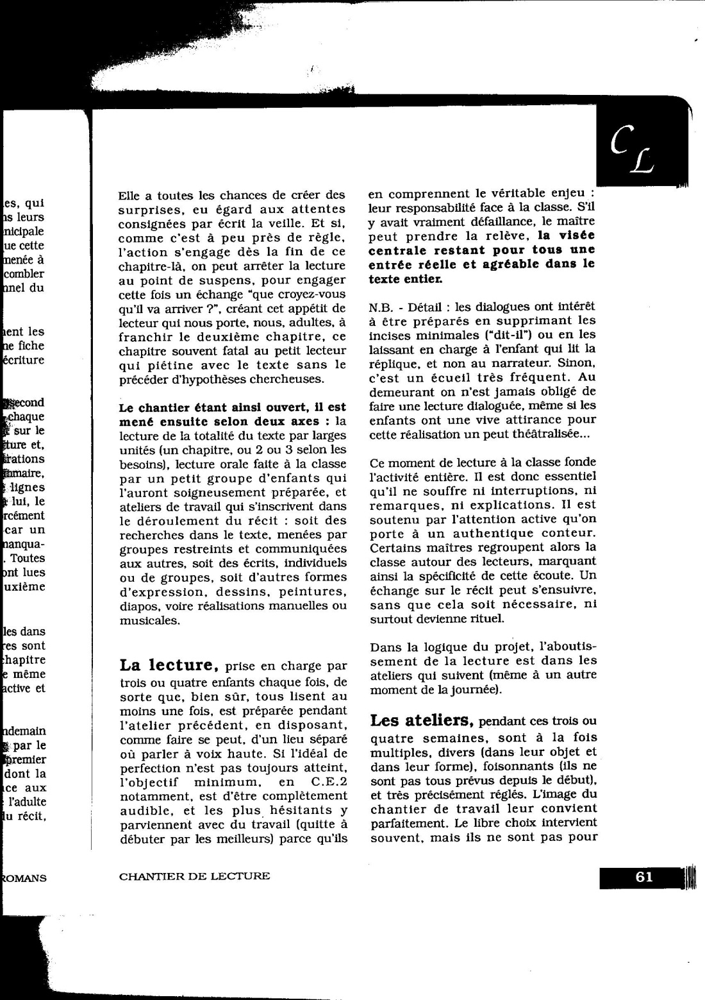 C
L
es, qui
leurs
nicipale
ue cette
menée à
combler
nnel du
ent les
fiche
écriture
second
chaque
sur le
ture et,
rations
lignes
lui, le
rcément
car un
manqua-
. Toutes
ont lues
uxième
les dans
res sont
chapitre
e même
active et
ndemain
par le
premier
dont la
ce aux
l'adulte
lu récit,
ROMANS
Elle a toutes les chances de créer des
surprises, eu égard aux attentes
consignées par écrit la veille. Et si,
comme c'est à peu près de règle,
l'action s'engage dès la fin de ce
chapitre-là, on peut arrêter la lecture
au point de suspens, pour engager
cette fois un échange "que croyez-vous
qu'il va arriver ?", créant cet appétit de
lecteur qui nous porte, nous, adultes, à
franchir le deuxième chapitre, ce
chapitre souvent fatal au petit lecteur
qui piétine avec le texte sans le
précéder d'hypothèses chercheuses.
Le chantier étant ainsi ouvert, il est
mené ensuite selon deux axes : la
lecture de la totalité du texte par larges
unités (un chapitre, ou 2 ou 3 selon les
besoins), lecture orale faite à la classe
par un petit groupe d'enfants qui
l'auront soigneusement préparée, et
ateliers de travail qui s'inscrivent dans
le déroulement du récit : soit des
recherches dans le texte, menées par
groupes restreints et communiquées
aux autres, soit des écrits, individuels
ou de groupes, soit d'autres formes
d'expression, dessins, peintures,
diapos, voire réalisations manuelles ou
musicales.
La lecture, prise en charge par
trois ou quatre enfants chaque fois, de
sorte que, bien sûr, tous lisent au
moins une fois, est préparée pendant
l'atelier précédent, en disposant,
comme faire se peut, d'un lieu séparé
où parler à voix haute. Si l'idéal de
perfection n'est pas toujours atteint,
l'objectif minimum, en C.E.2
notamment, est d'être complètement
audible, et les plus hésitants y
parviennent avec du travail (quitte à
débuter par les meilleurs) parce qu'ils
en comprennent le véritable enjeu :
leur responsabilité face à la classe. S'il
y avait vraiment défaillance, le maître
peut prendre la relève, la visée
centrale restant pour tous une
entrée réelle et agréable dans le
texte entier.
N.B. - Détail : les dialogues ont intérêt
à être préparés en supprimant les
incises minimales ("dit-il") ou en les
laissant en charge à l'enfant qui lit la
réplique, et non au narrateur. Sinon,
c'est un écueil très fréquent. Au
demeurant on n'est jamais obligé de
faire une lecture dialoguée, même si les
enfants ont une vive attirance pour
cette réalisation un peu théâtralisée...
Ce moment de lecture à la classe fonde
l'activité entière. Il est donc essentiel
qu'il ne souffre ni interruptions, ni
remarques, ni explications. Il est
soutenu par l'attention active qu'on
porte à un authentique conteur.
Certains maîtres regroupent alors la
classe autour des lecteurs, marquant
ainsi la spécificité de cette écoute. Un
échange sur le récit peut s'ensuivre,
sans que cela soit nécessaire, ni
surtout devienne rituel.
Dans la logique du projet, l'aboutis-
sement de la lecture est dans les
ateliers qui suivent (même à un autre
moment de la journée).
Les ateliers, pendant ces trois ou
quatre semaines, sont à la fois
multiples, divers (dans leur objet et
dans leur forme), foisonnants (ils ne
sont pas tous prévus depuis le début),
et très précisément réglés. L'image du
chantier de travail leur convient
parfaitement. Le libre choix intervient
souvent, mais ils ne sont pas pour
CHANTIER DE LECTURE
61